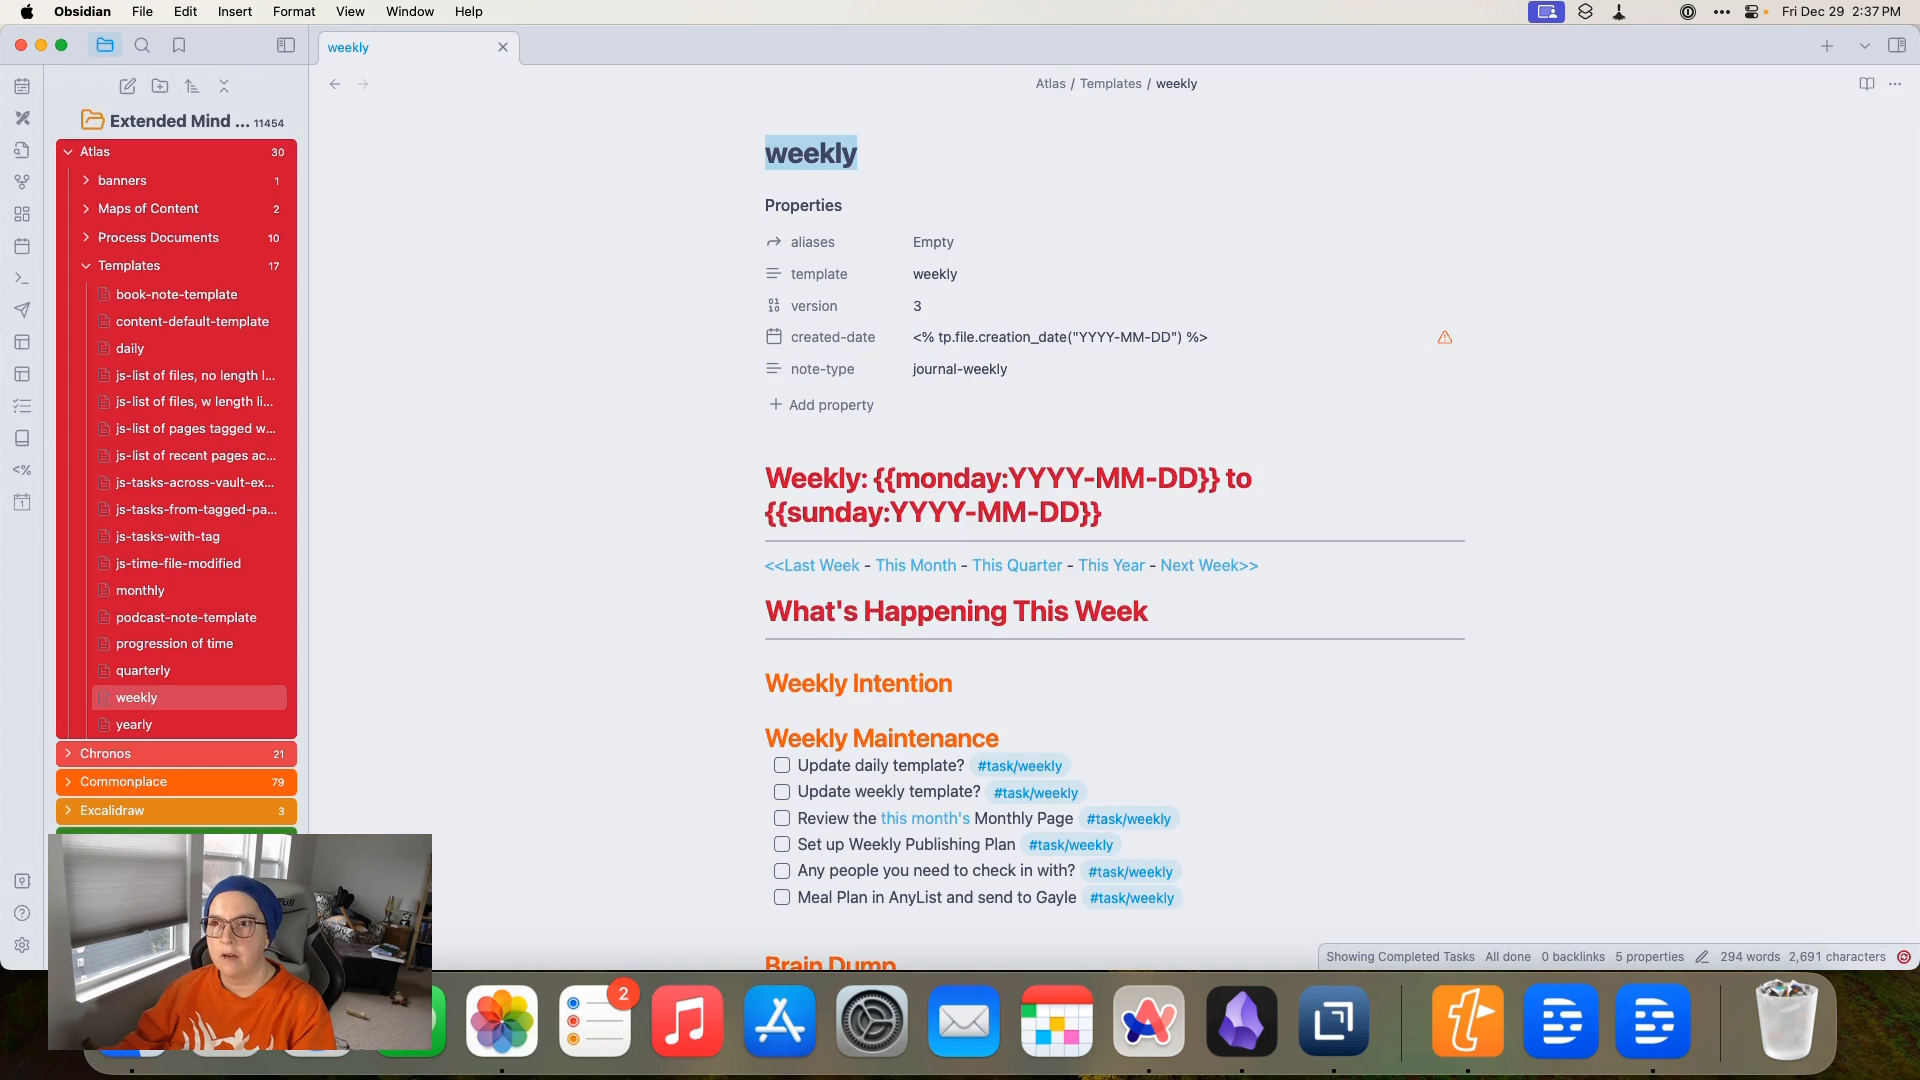 Obsidian File Edit Insert Format View Window Help Fri Dec 29 2:37 PM
weekly
Atlas / Templates / weekly
Extended Mind ... 11454
Atlas 30
banners 1
Maps of Content 2
Process Documents 10
Templates 17
book-note-template
content-default-template
daily
js-list of files, no length l...
js-list of files, w length li...
js-list of pages tagged w...
js-list of recent pages ac...
js-tasks-across-vault-ex...
js-tasks-from-tagged-pa...
js-tasks-with-tag
js-time-file-modified
monthly
podcast-note-template
progression of time
quarterly
weekly
yearly
Chronos 21
Commonplace 79
Excalidraw 3
weekly
Properties
aliases Empty
template weekly
version 3
created-date <% tp.file.creation_date("YYYY-MM-DD") %>
note-type journal-weekly
Add property
Weekly: {{monday:YYYY-MM-DD}} to
{{sunday:YYYY-MM-DD}}
<<Last Week - This Month - This Quarter - This Year - Next Week>>
What's Happening This Week
Weekly Intention
Weekly Maintenance
Update daily template? #task/weekly
Update weekly template? #task/weekly
Review the this month's Monthly Page #task/weekly
Set up Weekly Publishing Plan #task/weekly
Any people you need to check in with? #task/weekly
Meal Plan in AnyList and send to Gayle #task/weekly
Brain Dump
Showing Completed Tasks All done 0 backlinks 5 properties 294 words 2,691 characters
2